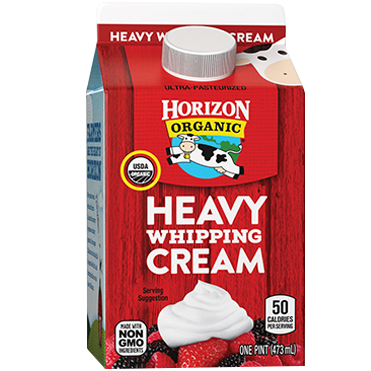 HEAVY WHIPPING CREAM
ULTRA-PASTEURIZED
HORIZON
ORGANIC
USDA
ORGANIC
HEAVY
WHIPPING
CREAM
Serving
Suggestion
50
CALORIES
PER SERVING
MADE WITH
NON
GMO
INGREDIENTS
ONE PINT (473 mL)